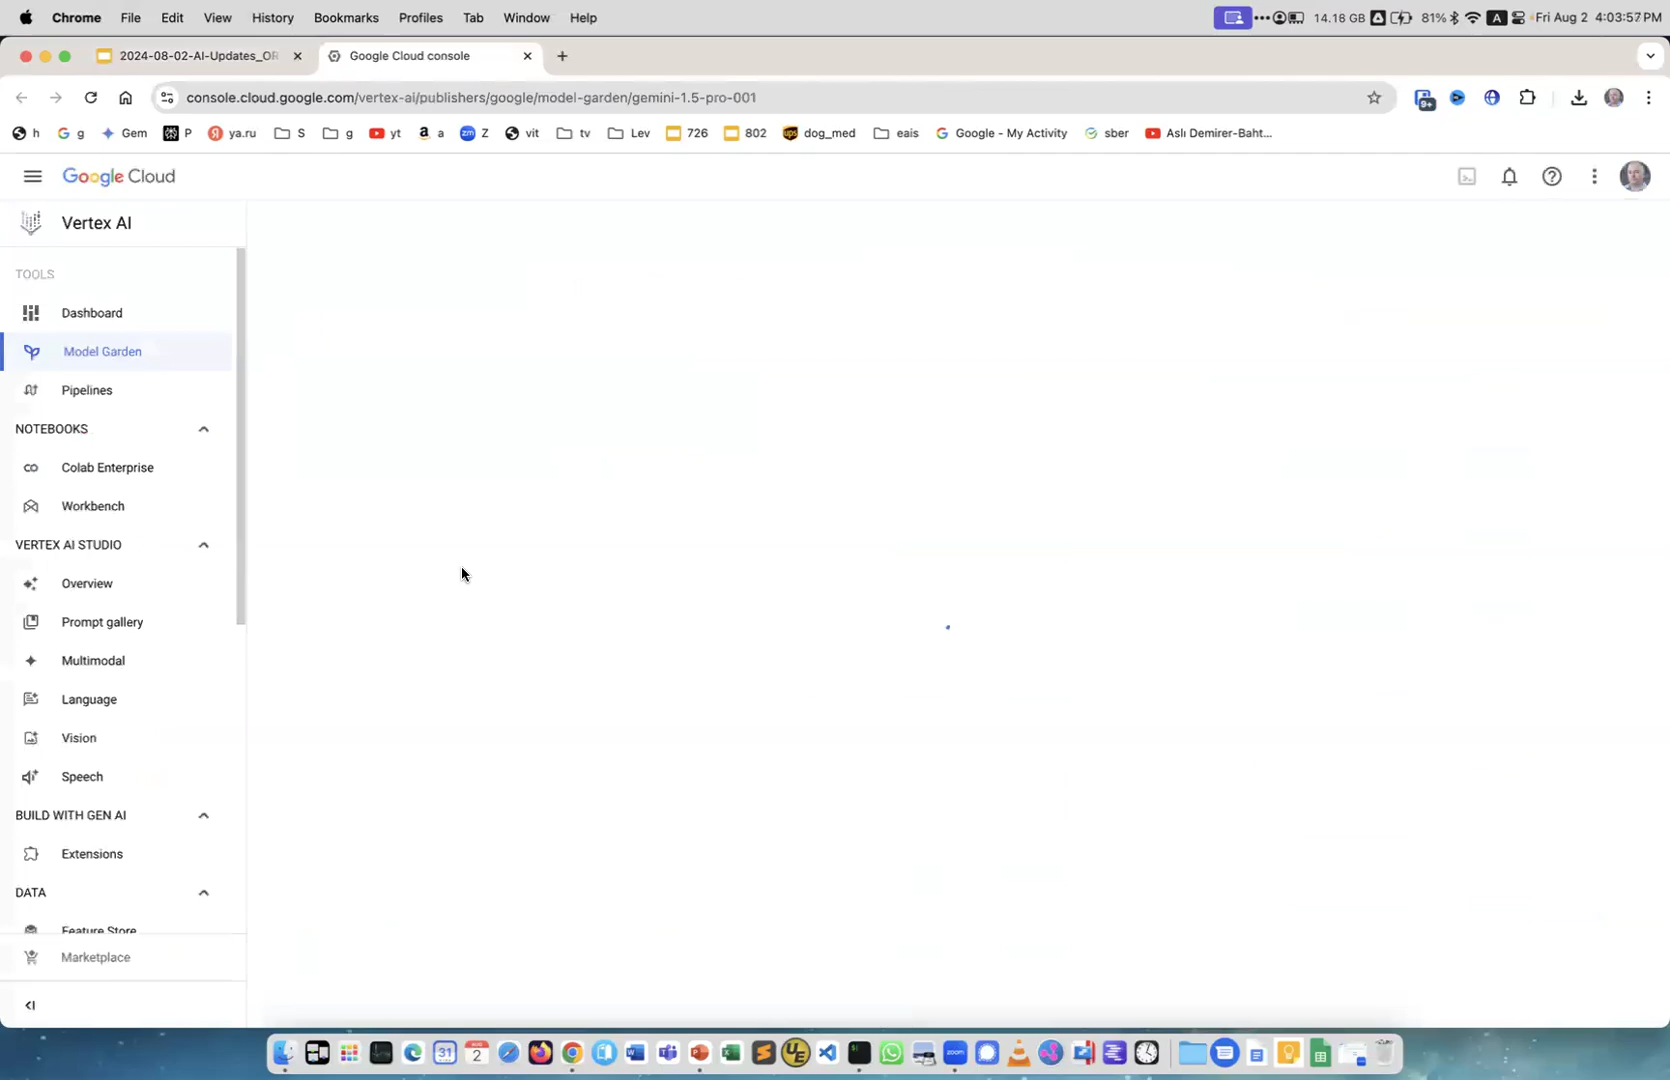 Chrome File Edit View History Bookmarks Profiles Tab Window Help 14.16 GB 81% A Fri Aug 2 4:03:57 PM
2024-08-02-AI-Updates_OR Google Cloud console
console.cloud.google.com/vertex-ai/publishers/google/model-garden/gemini-1.5-pro-001 9+
h g Gem P ya.ru S g yt a Z vit tv Lev 726 802 dog_med eais Google - My Activity sber Aslı Demirer-Baht...
Google Cloud
Vertex AI
TOOLS
Dashboard
Model Garden
Pipelines
NOTEBOOKS
Colab Enterprise
Workbench
VERTEX AI STUDIO
Overview
Prompt gallery
Multimodal
Language
Vision
Speech
BUILD WITH GEN AI
Extensions
DATA
Feature Store
Marketplace